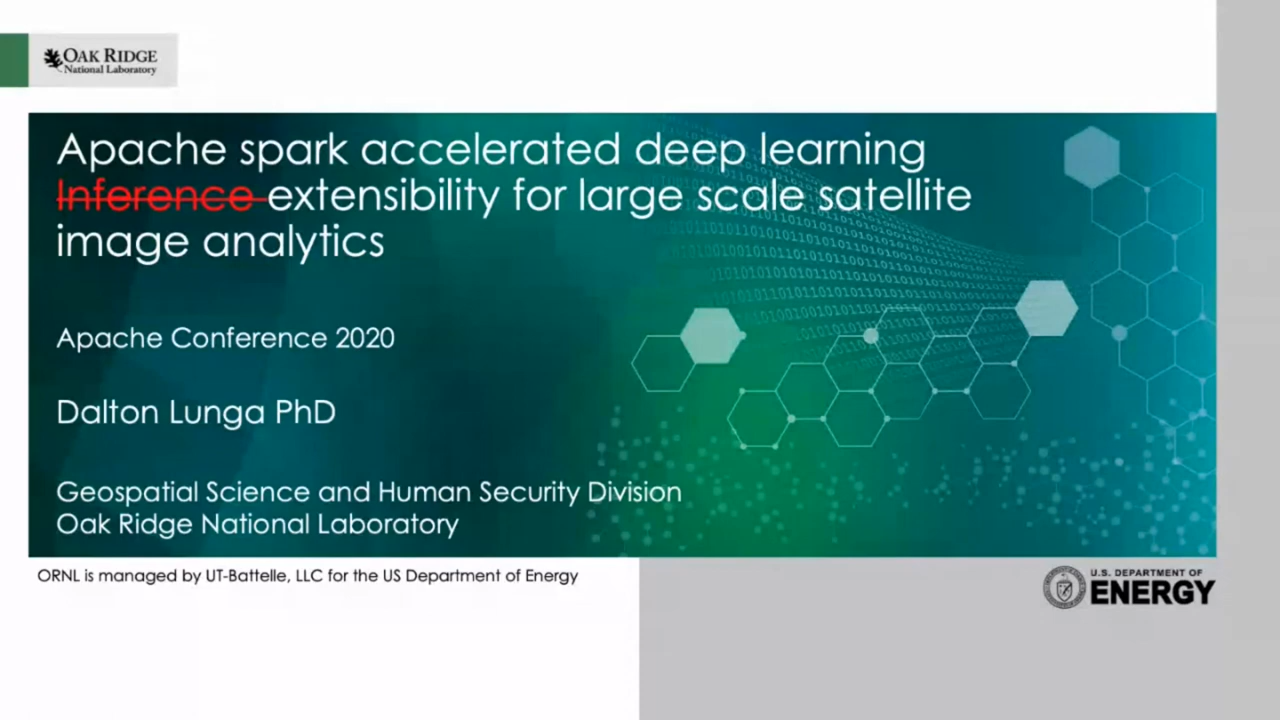 OAK RIDGE
National Laboratory
Apache spark accelerated deep learning
Inference extensibility for large scale satellite
image analytics
Apache Conference 2020
Dalton Lunga PhD
Geospatial Science and Human Security Division
Oak Ridge National Laboratory
ORNL is managed by UT-Battelle, LLC for the US Department of Energy
U.S. DEPARTMENT OF
ENERGY